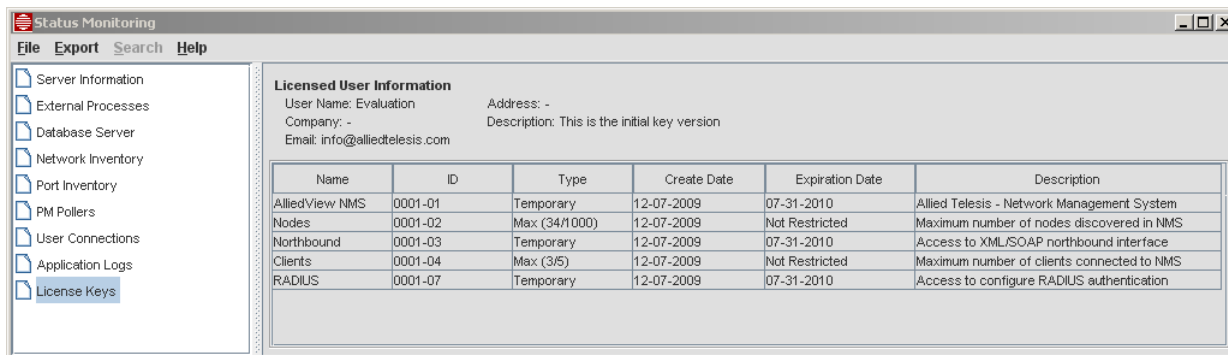 Status Monitoring
File Export Search Help
Server Information
External Processes
Database Server
Network Inventory
Port Inventory
PM Pollers
User Connections
Application Logs
License Keys
Licensed User Information
User Name: Evaluation Address: -
Company: - Description: This is the initial key version
Email: info@alliedtelesis.com
Name ID Type Create Date Expiration Date Description
AlliedView NMS 0001-01 Temporary 12-07-2009 07-31-2010 Allied Telesis - Network Management System
Nodes 0001-02 Max (34/1000) 12-07-2009 Not Restricted Maximum number of nodes discovered in NMS
Northbound 0001-03 Temporary 12-07-2009 07-31-2010 Access to XML/SOAP northbound interface
Clients 0001-04 Max (3/5) 12-07-2009 Not Restricted Maximum number of clients connected to NMS
RADIUS 0001-07 Temporary 12-07-2009 07-31-2010 Access to configure RADIUS authentication